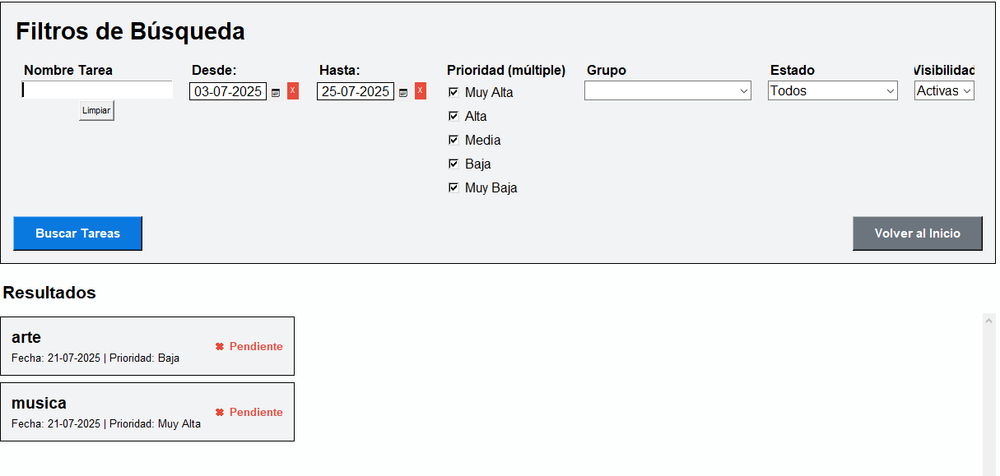 Filtros de Búsqueda
Nombre Tarea Desde: Hasta: Prioridad (múltiple) Grupo Estado Visibilidad
03-07-2025 X 25-07-2025 X Muy Alta Todos Activas
Limpiar
Alta
Media
Baja
Muy Baja
Buscar Tareas Volver al Inicio
Resultados
arte
✖ Pendiente
Fecha: 21-07-2025 | Prioridad: Baja
musica
✖ Pendiente
Fecha: 21-07-2025 | Prioridad: Muy Alta